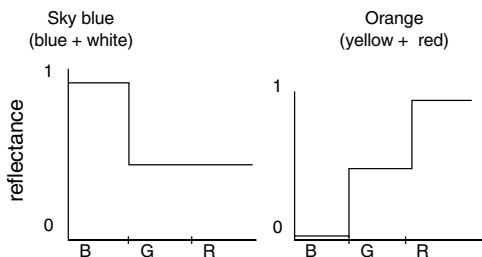 Sky blue
(blue + white)
1
reflectance
0
B G R
Orange
(yellow + red)
1
0
B G R